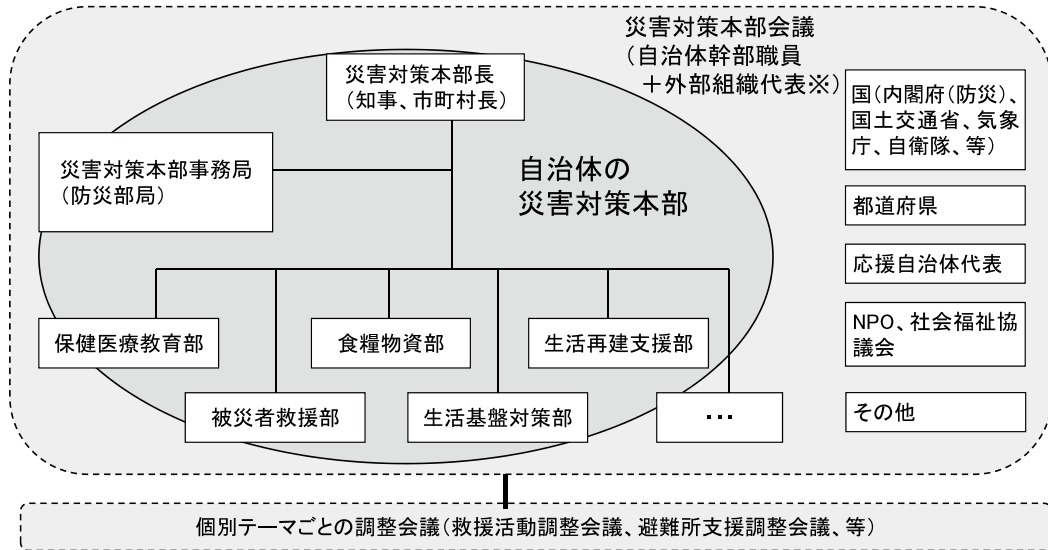 災害対策本部会議
（自治体幹部職員
＋外部組織代表※）
災害対策本部長
（知事、市町村長）
災害対策本部事務局
（防災部局）
自治体の
災害対策本部
保健医療教育部
食糧物資部
生活再建支援部
被災者救援部
生活基盤対策部
･･･
国（内閣府（防災）、
国土交通省、気象
庁、自衛隊、等）
都道府県
応援自治体代表
NPO、社会福祉協
議会
その他
個別テーマごとの調整会議（救援活動調整会議、避難所支援調整会議、等）